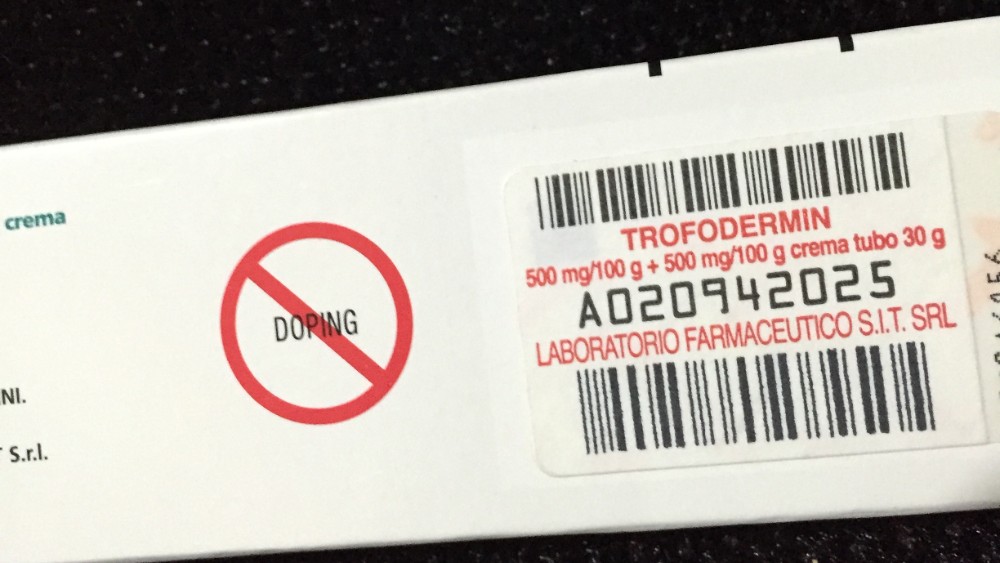 crema
NI.
S.r.l.
DOPING
TROFODERMIN
500 mg/100 g + 500 mg/100 g crema tubo 30 g
A020942025
LABORATORIO FARMACEUTICO S.I.T. SRL